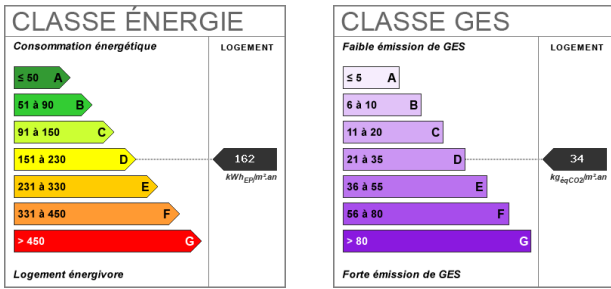 CLASSE ÉNERGIE
Consommation énergétique
LOGEMENT
≤ 50 A
51 à 90 B
91 à 150 C
151 à 230 D
162
kWhEP/m².an
231 à 330 E
331 à 450 F
> 450 G
Logement énergivore
CLASSE GES
Faible émission de GES
LOGEMENT
≤ 5 A
6 à 10 B
11 à 20 C
21 à 35 D
34
kgéqCO2/m².an
36 à 55 E
56 à 80 F
> 80 G
Forte émission de GES